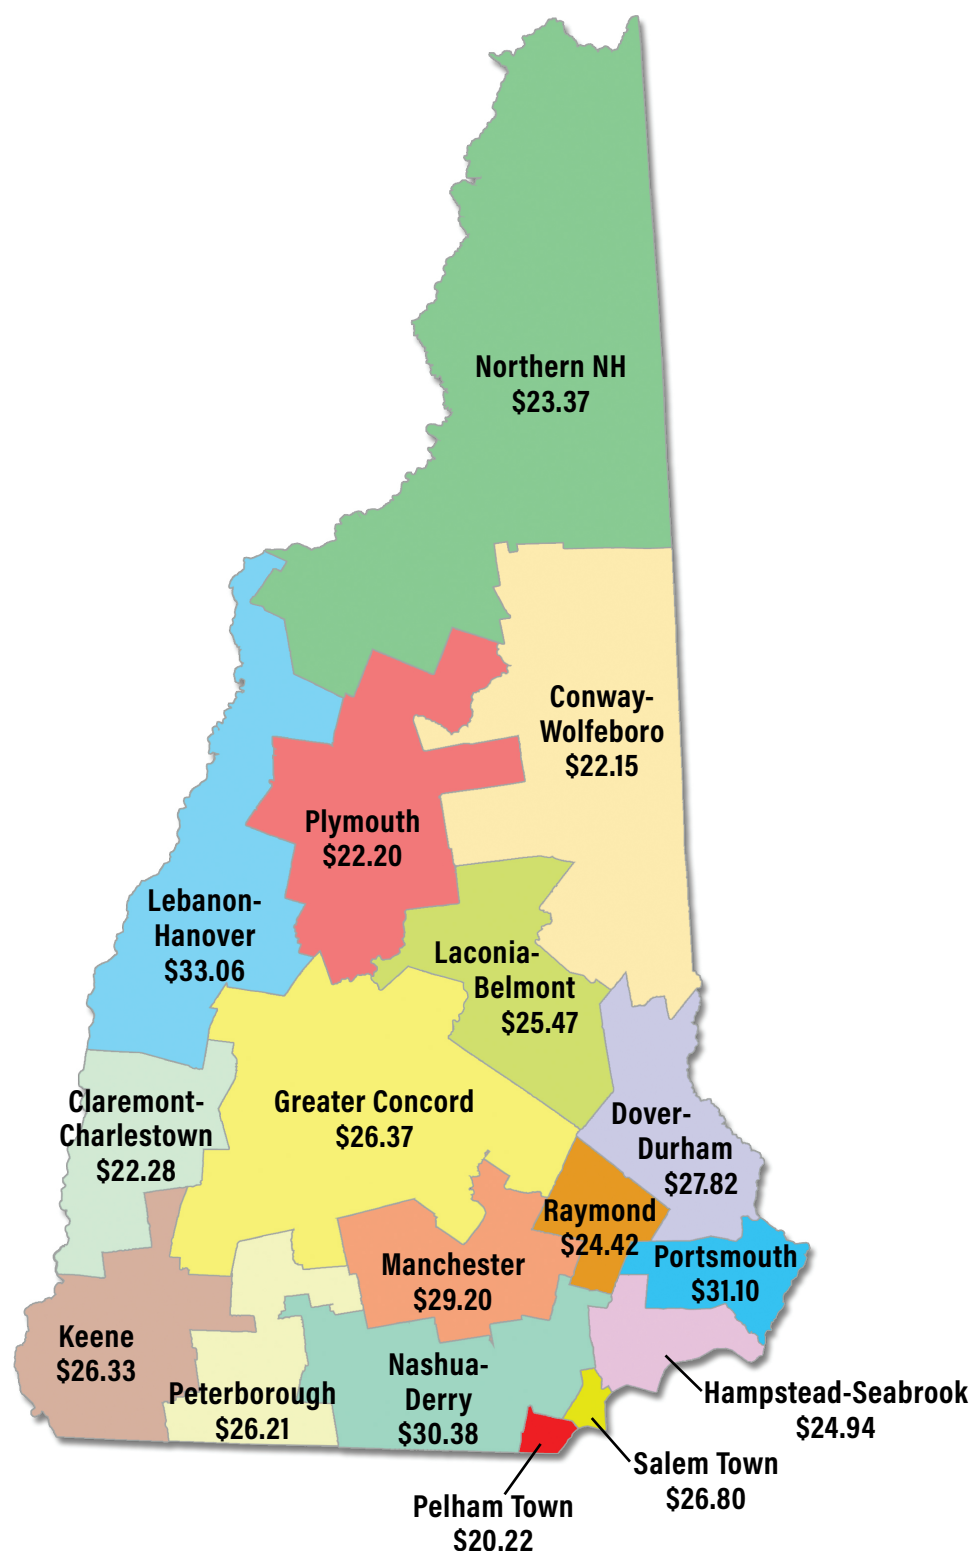 Northern NH
$23.37
Conway-
Wolfeboro
$22.15
Plymouth
$22.20
Lebanon-
Hanover
$33.06
Laconia-
Belmont
$25.47
Claremont-
Charlestown
$22.28
Greater Concord
$26.37
Dover-
Durham
$27.82
Raymond
$24.42
Portsmouth
$31.10
Manchester
$29.20
Keene
$26.33
Peterborough
$26.21
Nashua-
Derry
$30.38
Hampstead-Seabrook
$24.94
Salem Town
$26.80
Pelham Town
$20.22